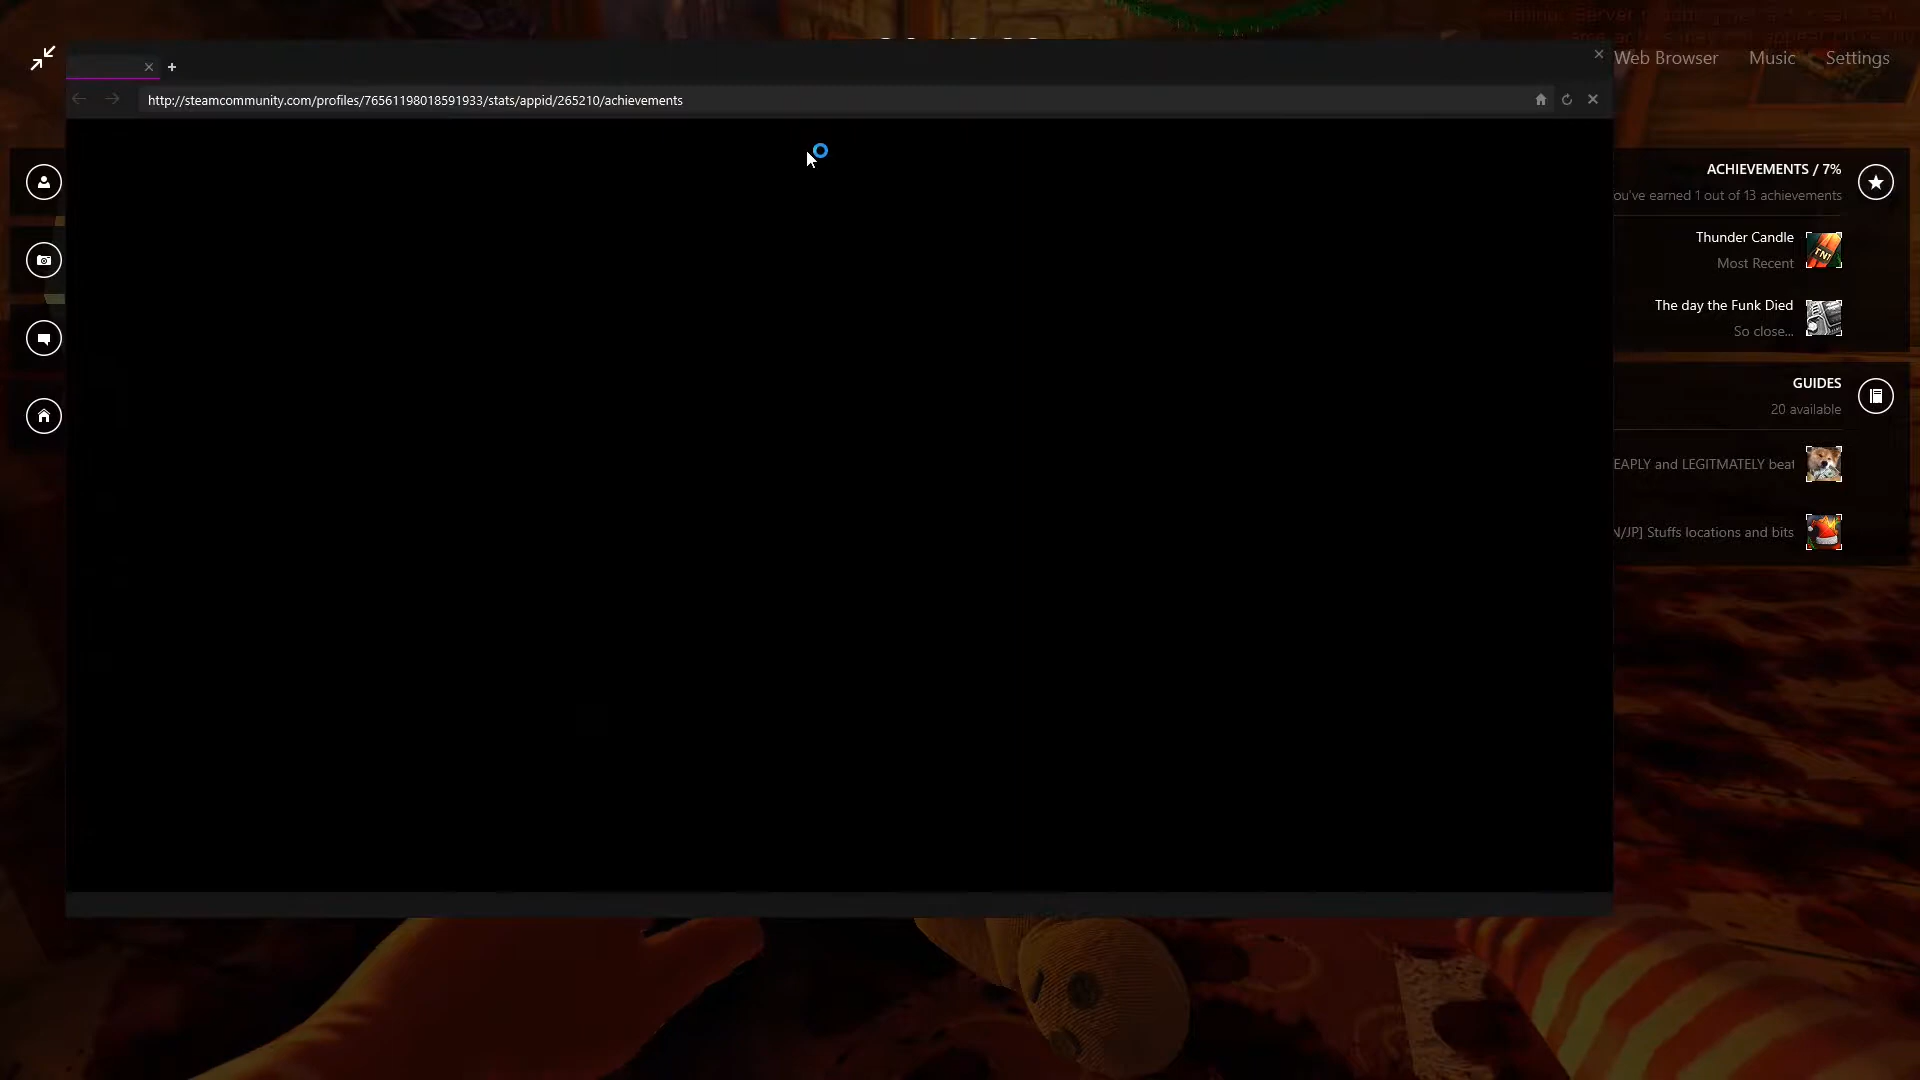 Web Browser
Music
Settings
http://steamcommunity.com/profiles/76561198018591933/stats/appid/265210/achievements
ACHIEVEMENTS / 7%
ou've earned 1 out of 13 achievements
Thunder Candle
Most Recent
TNT
The day the Funk Died
So close...
GUIDES
20 available
EAPLY and LEGITMATELY beat
N/JP] Stuffs locations and bits